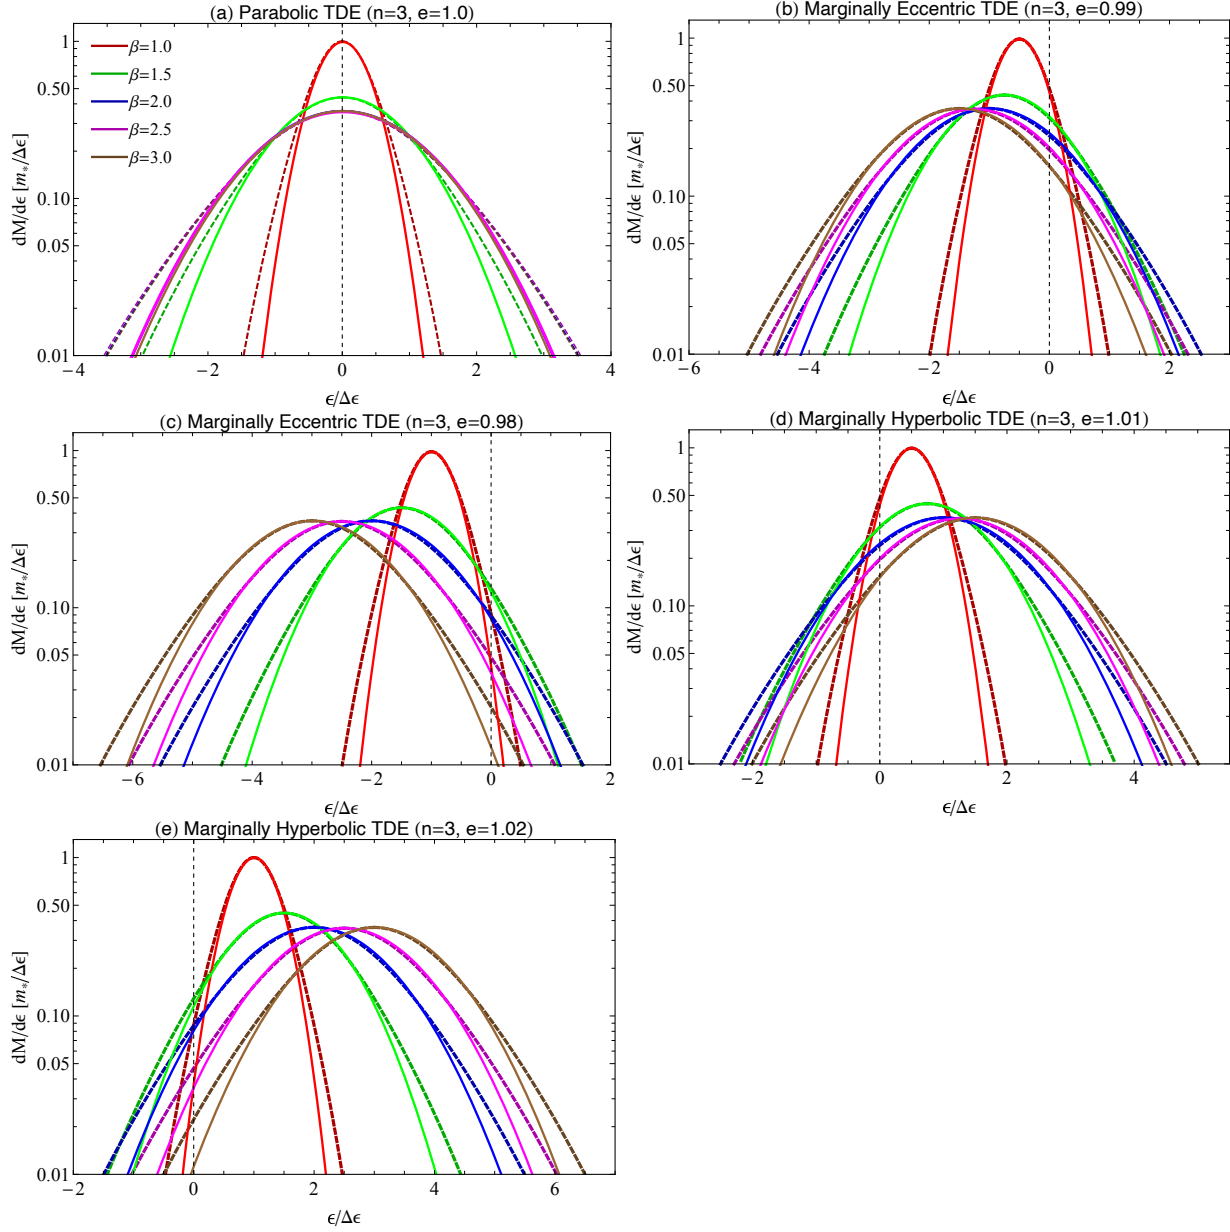 (a) Parabolic TDE (n=3, e=1.0)
1
0.50
0.10
0.05
0.01
dM/dϵ [m*/Δϵ]
β=1.0
β=1.5
β=2.0
β=2.5
β=3.0
−4 −2 0 2 4
ϵ/Δϵ
(b) Marginally Eccentric TDE (n=3, e=0.99)
1
0.50
0.10
0.05
0.01
dM/dϵ [m*/Δϵ]
−6 −4 −2 0 2
ϵ/Δϵ
(c) Marginally Eccentric TDE (n=3, e=0.98)
1
0.50
0.10
0.05
0.01
dM/dϵ [m*/Δϵ]
−6 −4 −2 0 2
ϵ/Δϵ
(d) Marginally Hyperbolic TDE (n=3, e=1.01)
1
0.50
0.10
0.05
0.01
dM/dϵ [m*/Δϵ]
−2 0 2 4
ϵ/Δϵ
(e) Marginally Hyperbolic TDE (n=3, e=1.02)
1
0.50
0.10
0.05
0.01
dM/dϵ [m*/Δϵ]
−2 0 2 4 6
ϵ/Δϵ